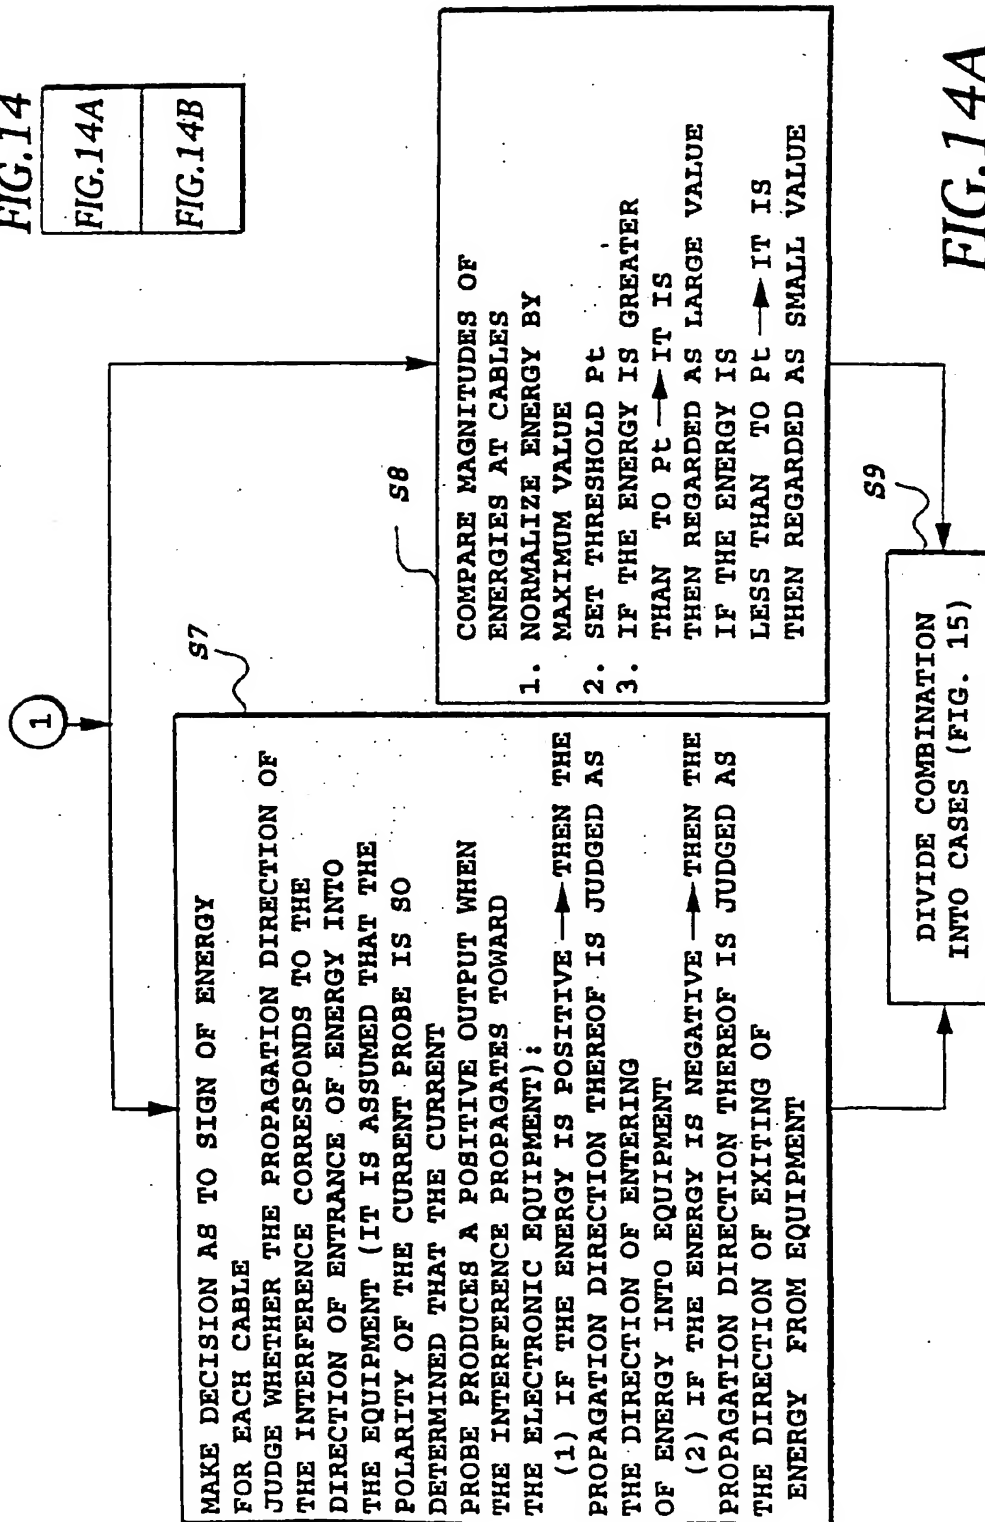 FIG.14
FIG.14A
FIG.14B
1
S7
MAKE DECISION AS TO SIGN OF ENERGY
FOR EACH CABLE
JUDGE WHETHER THE PROPAGATION DIRECTION OF
THE INTERFERENCE CORRESPONDS TO THE
DIRECTION OF ENTRANCE OF ENERGY INTO
THE EQUIPMENT (IT IS ASSUMED THAT THE
POLARITY OF THE CURRENT PROBE IS SO
DETERMINED THAT THE CURRENT
PROBE PRODUCES A POSITIVE OUTPUT WHEN
THE INTERFERENCE PROPAGATES TOWARD
THE ELECTRONIC EQUIPMENT):
(1) IF THE ENERGY IS POSITIVE → THEN THE
PROPAGATION DIRECTION THEREOF IS JUDGED AS
THE DIRECTION OF ENTERING
OF ENERGY INTO EQUIPMENT
(2) IF THE ENERGY IS NEGATIVE → THEN THE
PROPAGATION DIRECTION THEREOF IS JUDGED AS
THE DIRECTION OF EXITING OF
ENERGY FROM EQUIPMENT
S8
COMPARE MAGNITUDES OF
ENERGIES AT CABLES
1. NORMALIZE ENERGY BY
MAXIMUM VALUE
2. SET THRESHOLD Pt
3. IF THE ENERGY IS GREATER
THAN TO Pt → IT IS
THEN REGARDED AS LARGE VALUE
IF THE ENERGY IS
LESS THAN TO Pt → IT IS
THEN REGARDED AS SMALL VALUE
S9
DIVIDE COMBINATION
INTO CASES (FIG. 15)
FIG.14A